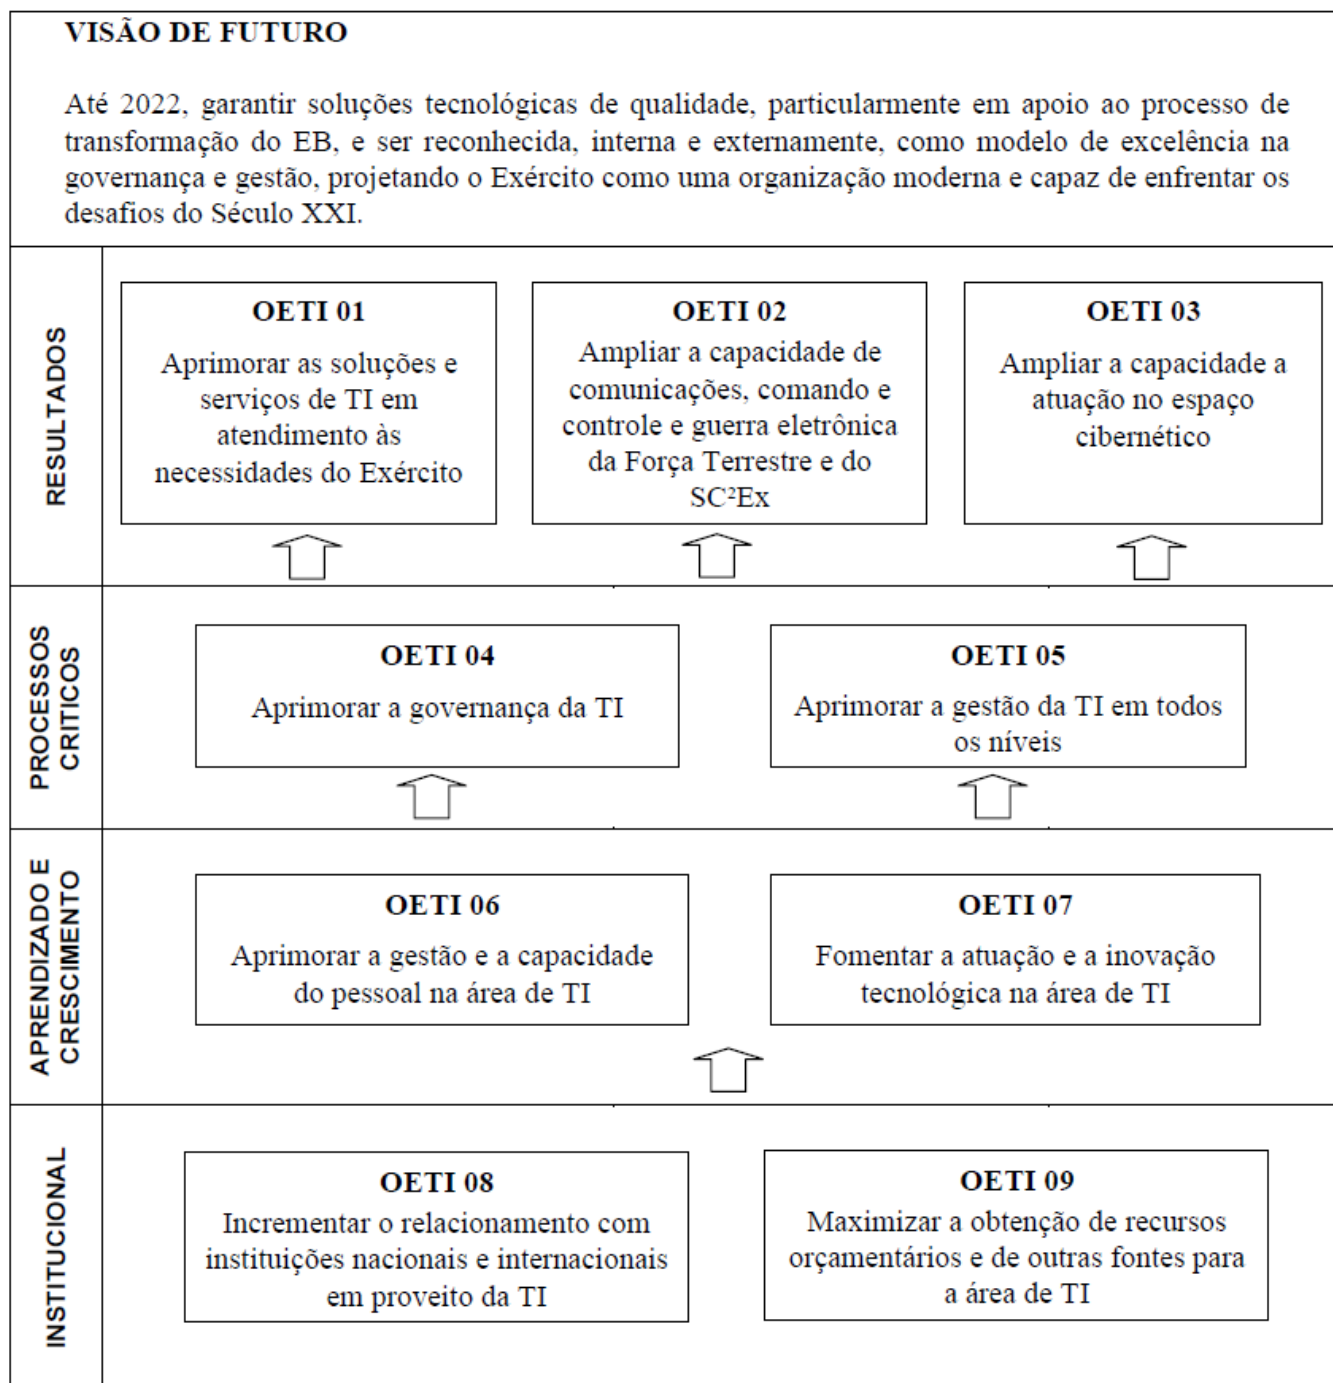 VISÃO DE FUTURO
Até 2022, garantir soluções tecnológicas de qualidade, particularmente em apoio ao processo de
transformação do EB, e ser reconhecida, interna e externamente, como modelo de excelência na
governança e gestão, projetando o Exército como uma organização moderna e capaz de enfrentar os
desafios do Século XXI.
RESULTADOS
OETI 01
Aprimorar as soluções e
serviços de TI em
atendimento às
necessidades do Exército
OETI 02
Ampliar a capacidade de
comunicações, comando e
controle e guerra eletrônica
da Força Terrestre e do
SC²Ex
OETI 03
Ampliar a capacidade a
atuação no espaço
cibernético
PROCESSOS
CRITICOS
OETI 04
Aprimorar a governança da TI
OETI 05
Aprimorar a gestão da TI em todos
os níveis
APRENDIZADO E
CRESCIMENTO
OETI 06
Aprimorar a gestão e a capacidade
do pessoal na área de TI
OETI 07
Fomentar a atuação e a inovação
tecnológica na área de TI
INSTITUCIONAL
OETI 08
Incrementar o relacionamento com
instituições nacionais e internacionais
em proveito da TI
OETI 09
Maximizar a obtenção de recursos
orçamentários e de outras fontes para
a área de TI